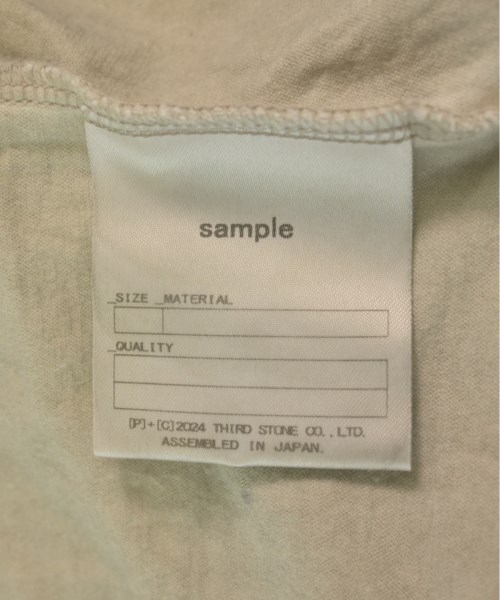 sample
_SIZE _MATERIAL
_QUALITY
[P]+[C]2024 THIRD STONE CO.,LTD.
ASSEMBLED IN JAPAN.